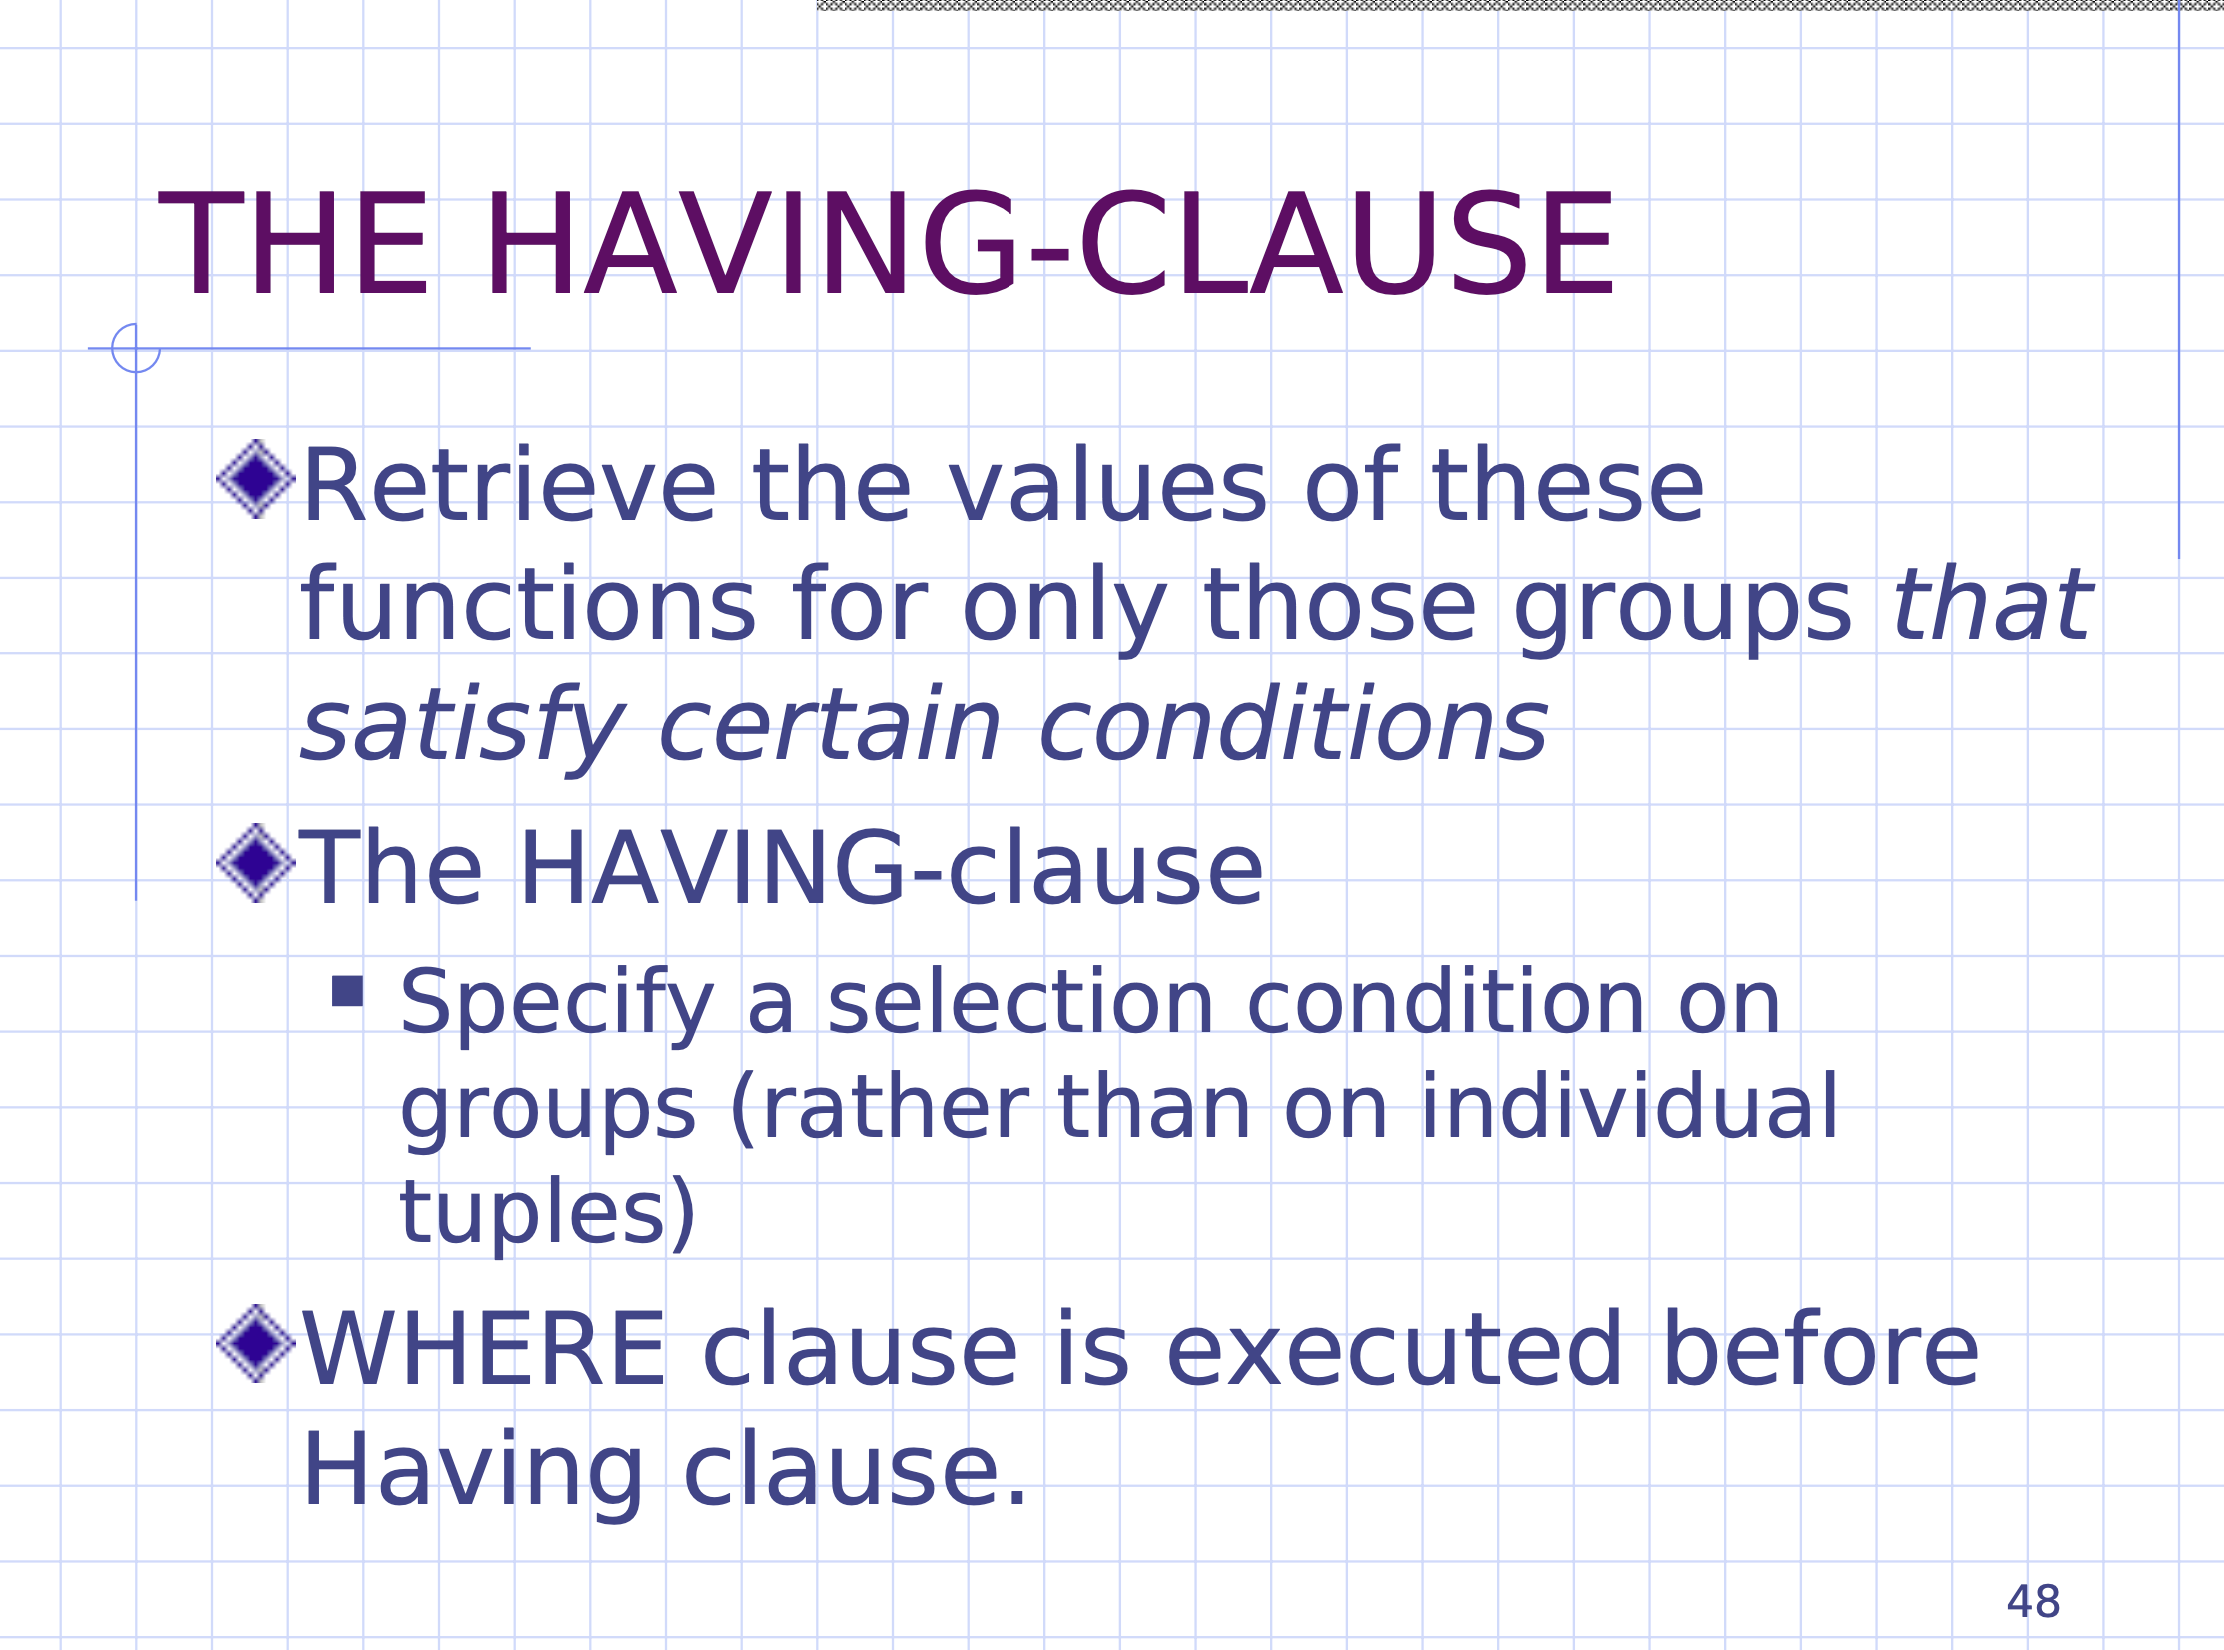 THE HAVING-CLAUSE
Retrieve the values of these
functions for only those groups that
satisfy certain conditions
The HAVING-clause
Specify a selection condition on
groups (rather than on individual
tuples)
WHERE clause is executed before
Having clause.
48